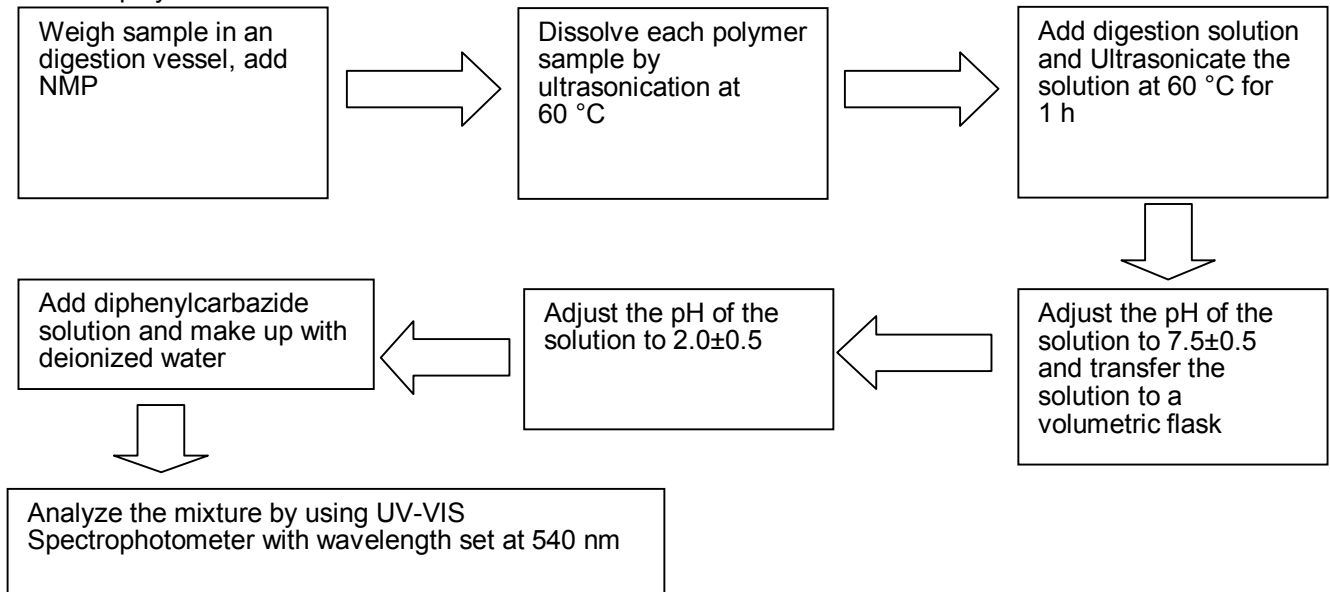 Weigh sample in an
digestion vessel, add
NMP
Dissolve each polymer
sample by
ultrasonication at
60 °C
Add digestion solution
and Ultrasonicate the
solution at 60 °C for
1 h
Adjust the pH of the
solution to 7.5±0.5
and transfer the
solution to a
volumetric flask
Adjust the pH of the
solution to 2.0±0.5
Add diphenylcarbazide
solution and make up with
deionized water
Analyze the mixture by using UV-VIS
Spectrophotometer with wavelength set at 540 nm